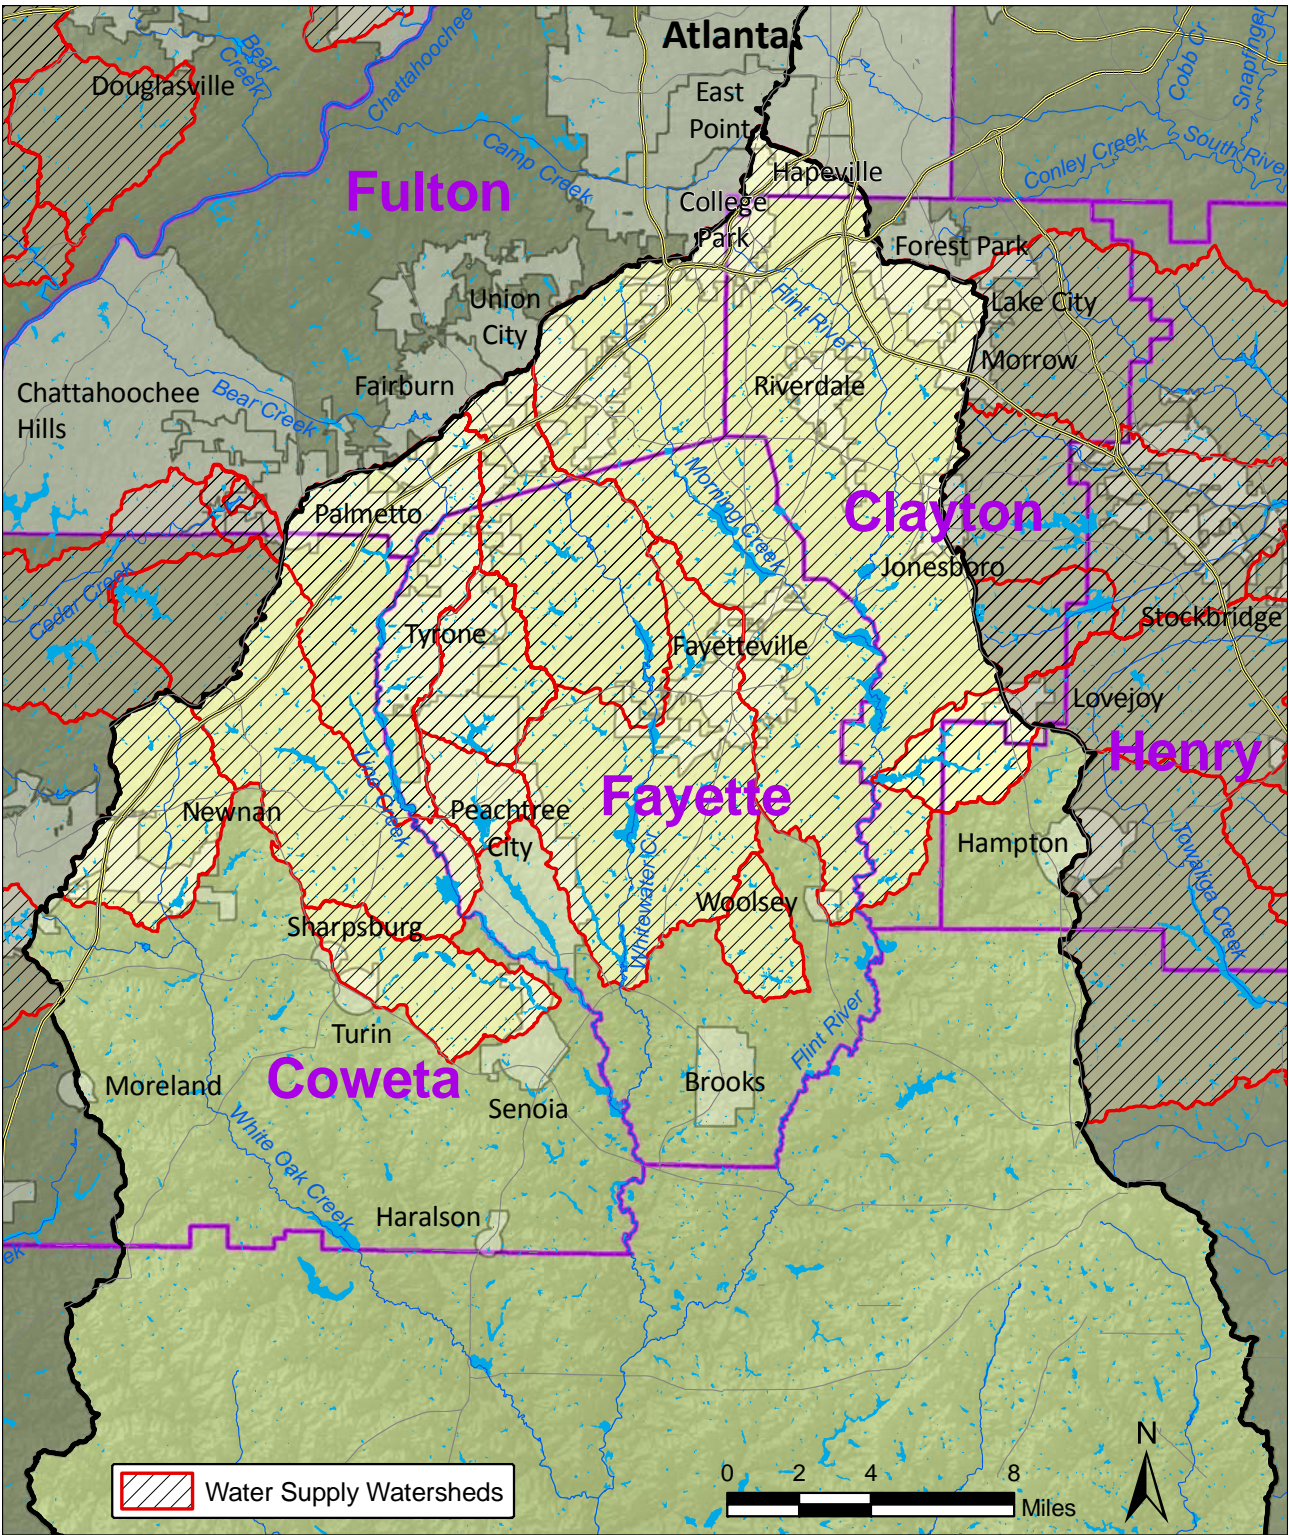 Atlanta
Bear
Creek
Chattahoochee
Cobb Cr
Snapfinger
Douglasville
East
Point
Camp Creek
Conley Creek
South River
Fulton
Hapeville
College
Park
Forest Park
Union
City
Flint River
Lake City
Morrow
Chattahoochee
Hills
Fairburn
Bear Creek
Riverdale
Palmetto
Morning Creek
Clayton
Jonesboro
Cedar Creek
Stockbridge
Tyrone
Fayetteville
Lovejoy
Henry
Line Creek
Fayette
Newnan
Peachtree
City
Hampton
Towaliga Creek
Whitewater Cr
Woolsey
Sharpsburg
Turin
Flint River
Coweta
Moreland
Brooks
Senoia
White Oak Creek
Haralson
ek
N
0 2 4 8
Miles
Water Supply Watersheds